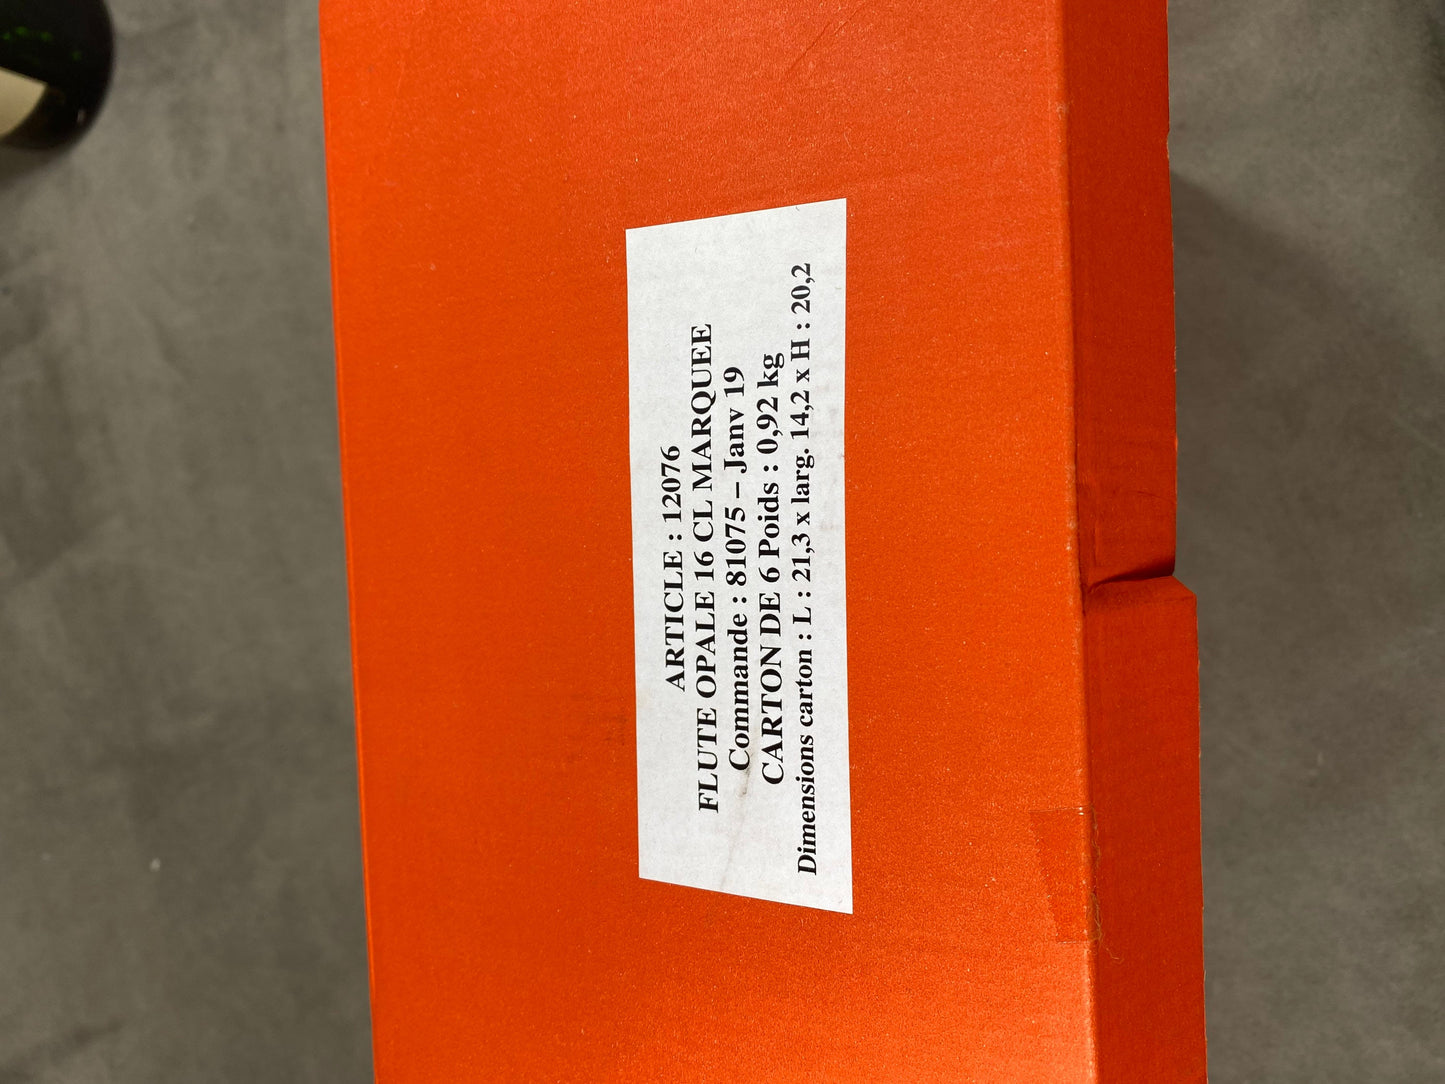 ARTICLE : 12076
FLUTE OPALE 16 CL MARQUEE
Commande : 81075 – Janv 19
CARTON DE 6 Poids : 0,92 kg
Dimensions carton : L : 21,3 x larg. 14,2 x H : 20,2